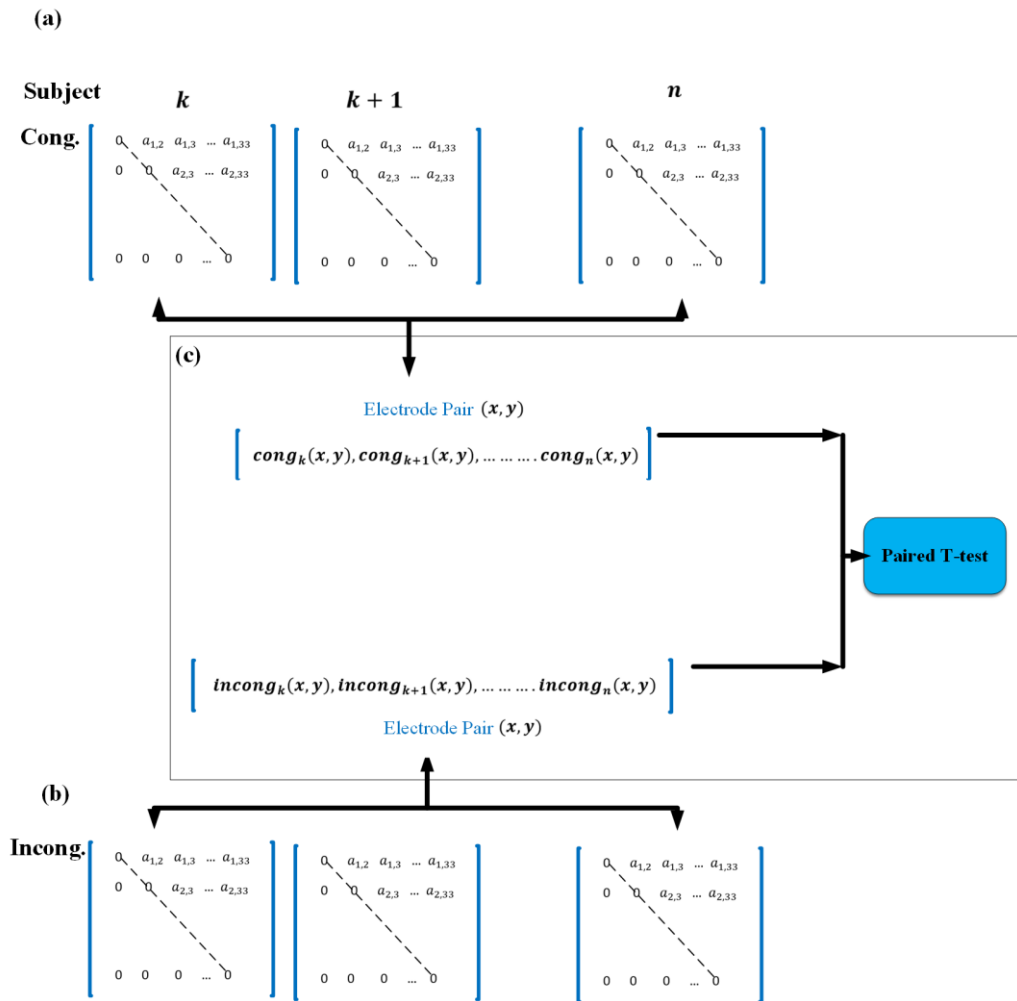 (a)
Subject k k + 1 n
Cong.
0 a1,2 a1,3 ... a1,33 0 a1,2 a1,3 ... a1,33 0 a1,2 a1,3 ... a1,33
0 0 a2,3 ... a2,33 0 0 a2,3 ... a2,33 0 0 a2,3 ... a2,33
0 0 0 ... 0 0 0 0 ... 0 0 0 0 ... 0
(c)
Electrode Pair (x, y)
congk(x, y), congk+1(x, y), ... ... .... congn(x, y)
Paired T-test
incongk(x, y), incongk+1(x, y), ... ... .... incongn(x, y)
Electrode Pair (x, y)
(b)
Incong.
0 a1,2 a1,3 ... a1,33 0 a1,2 a1,3 ... a1,33 0 a1,2 a1,3 ... a1,33
0 0 a2,3 ... a2,33 0 0 a2,3 ... a2,33 0 0 a2,3 ... a2,33
0 0 0 ... 0 0 0 0 ... 0 0 0 0 ... 0